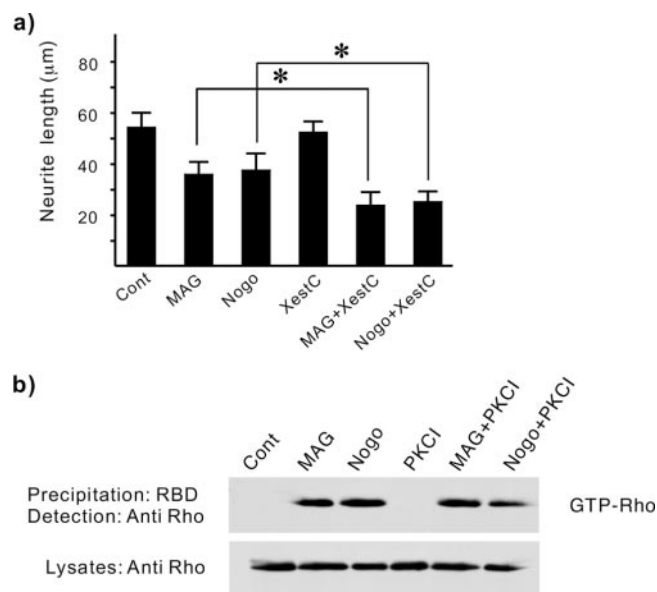 a)
Neurite length (μm)
80
60
40
20
* *
Cont MAG Nogo XestC MAG+XestC Nogo+XestC
b)
Cont MAG Nogo PKCI MAG+PKCI Nogo+PKCI
Precipitation: RBD
Detection: Anti Rho
GTP-Rho
Lysates: Anti Rho